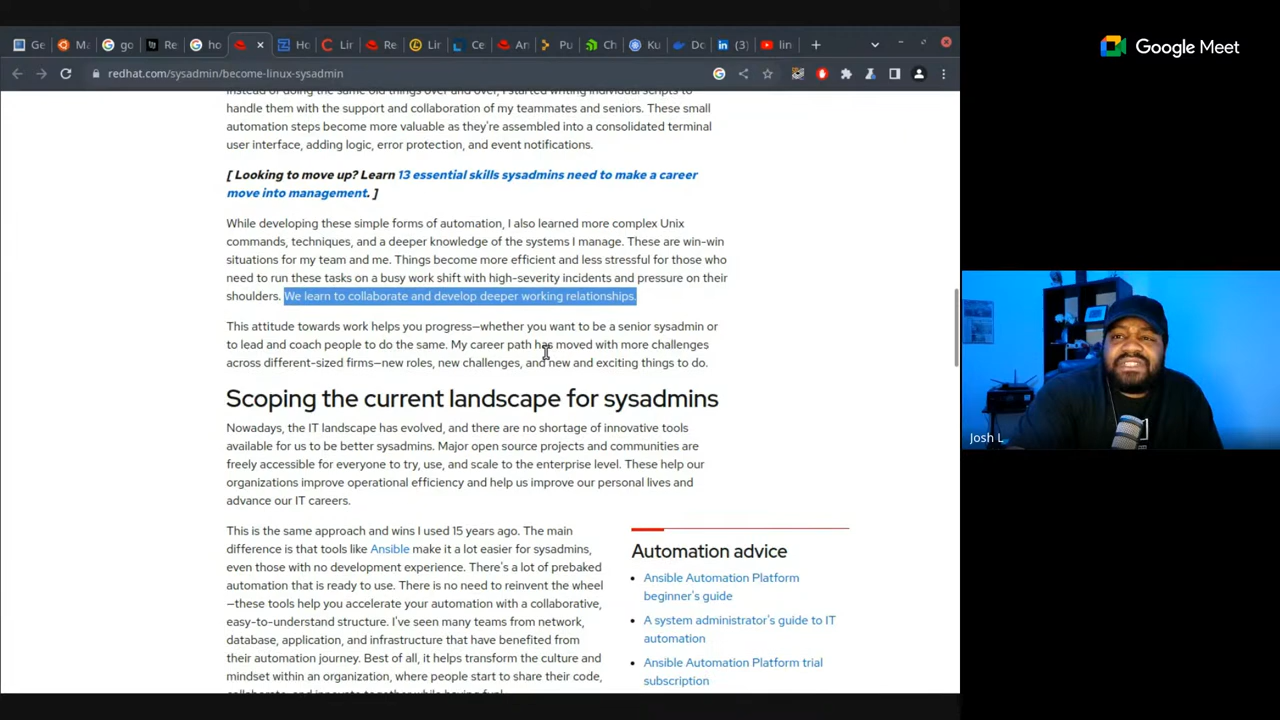 Ge
Ma
go
Re
ho
Ho
Lir
Re
Lir
Ce
An
Pu
Ch
Ku
Do
(3)
lin
redhat.com/sysadmin/become-linux-sysadmin
Google Meet
handle them with the support and collaboration of my teammates and seniors. These small
automation steps become more valuable as they're assembled into a consolidated terminal
user interface, adding logic, error protection, and event notifications.
[ Looking to move up? Learn 13 essential skills sysadmins need to make a career
move into management. ]
While developing these simple forms of automation, I also learned more complex Unix
commands, techniques, and a deeper knowledge of the systems I manage. These are win-win
situations for my team and me. Things become more efficient and less stressful for those who
need to run these tasks on a busy work shift with high-severity incidents and pressure on their
shoulders. We learn to collaborate and develop deeper working relationships.
This attitude towards work helps you progress—whether you want to be a senior sysadmin or
to lead and coach people to do the same. My career path has moved with more challenges
across different-sized firms—new roles, new challenges, and new and exciting things to do.
Scoping the current landscape for sysadmins
Nowadays, the IT landscape has evolved, and there are no shortage of innovative tools
available for us to be better sysadmins. Major open source projects and communities are
freely accessible for everyone to try, use, and scale to the enterprise level. These help our
organizations improve operational efficiency and help us improve our personal lives and
advance our IT careers.
This is the same approach and wins I used 15 years ago. The main
difference is that tools like Ansible make it a lot easier for sysadmins,
even those with no development experience. There's a lot of prebaked
automation that is ready to use. There is no need to reinvent the wheel
—these tools help you accelerate your automation with a collaborative,
easy-to-understand structure. I've seen many teams from network,
database, application, and infrastructure that have benefited from
their automation journey. Best of all, it helps transform the culture and
mindset within an organization, where people start to share their code,
Automation advice
Ansible Automation Platform
beginner's guide
A system administrator's guide to IT
automation
Ansible Automation Platform trial
subscription
Josh L